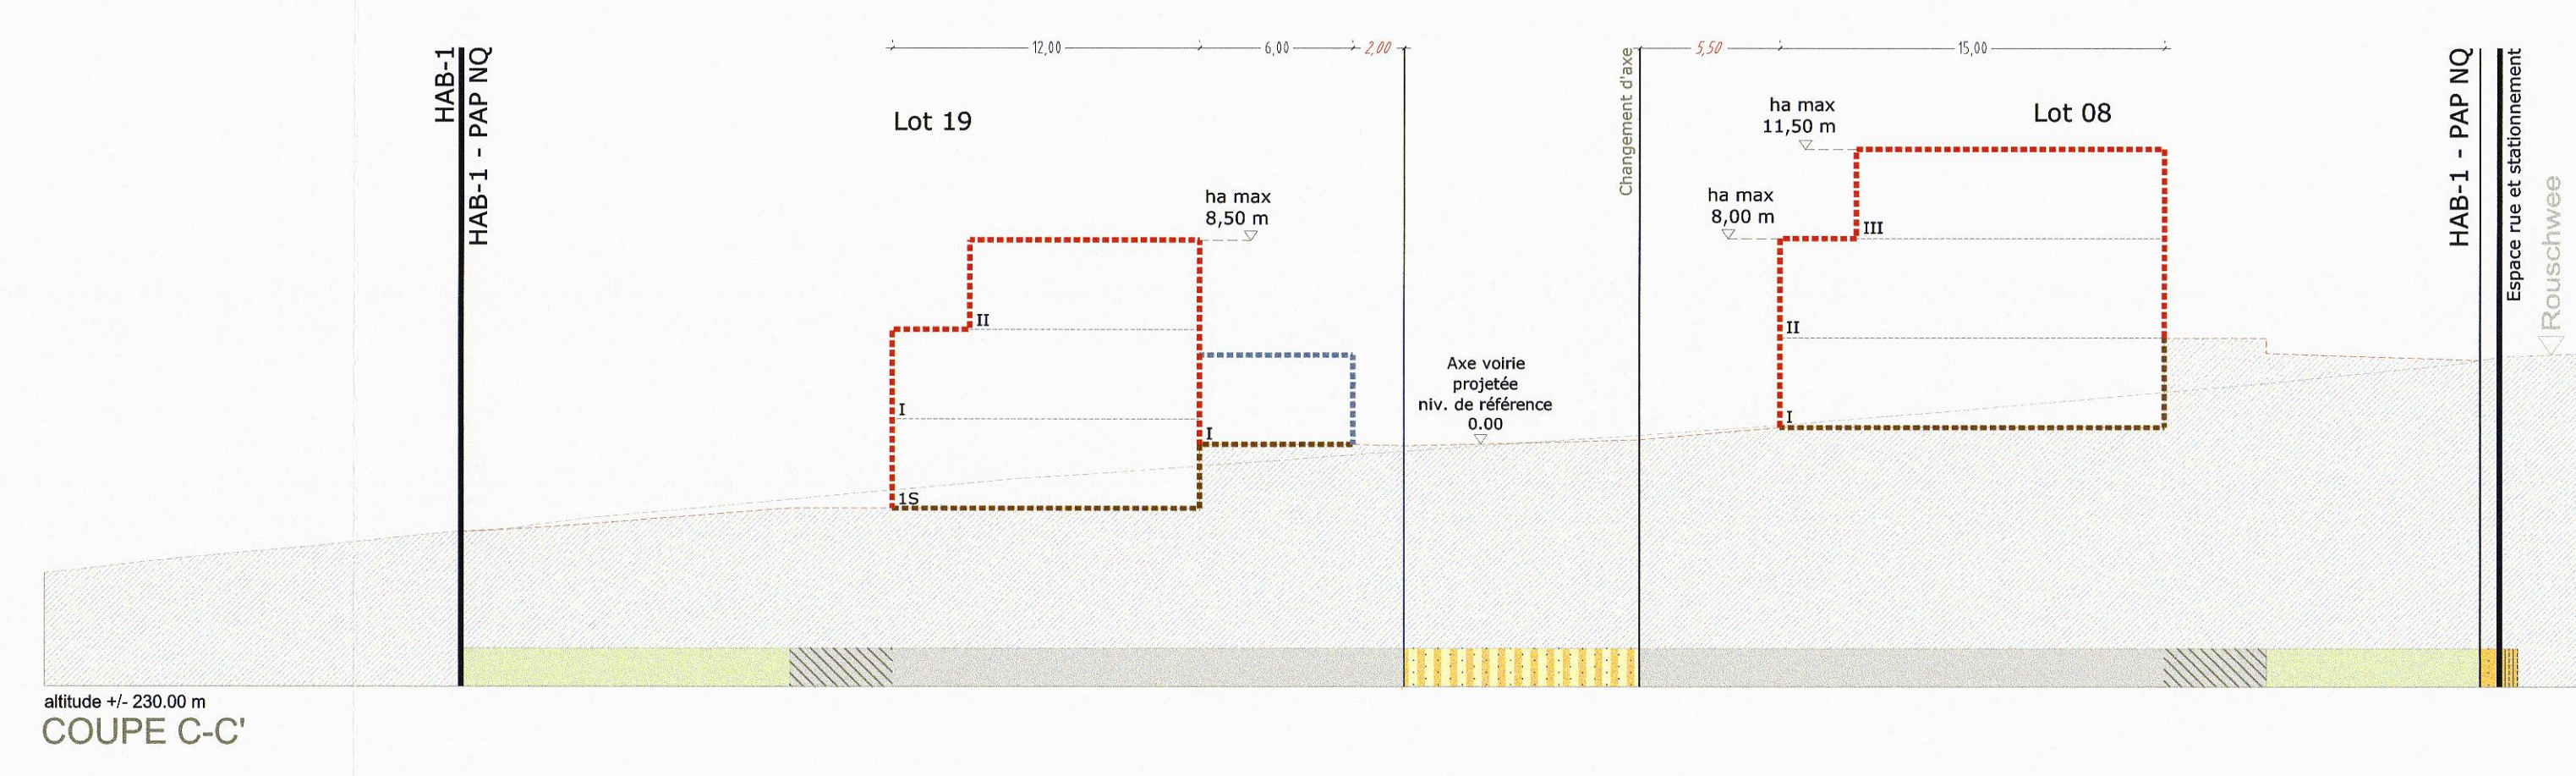 HAB-1
HAB-1 - PAP NQ
12,00
6,00
2,00
Lot 19
ha max
8,50 m
II
I
1S
I
Axe voirie
projetée
niv. de référence
0.00
Changement d'axe
5,50
15,00
ha max
11,50 m
Lot 08
ha max
8,00 m
III
II
I
HAB-1 - PAP NQ
Espace rue et stationnement
Rouschwee
altitude +/- 230.00 m
COUPE C-C'